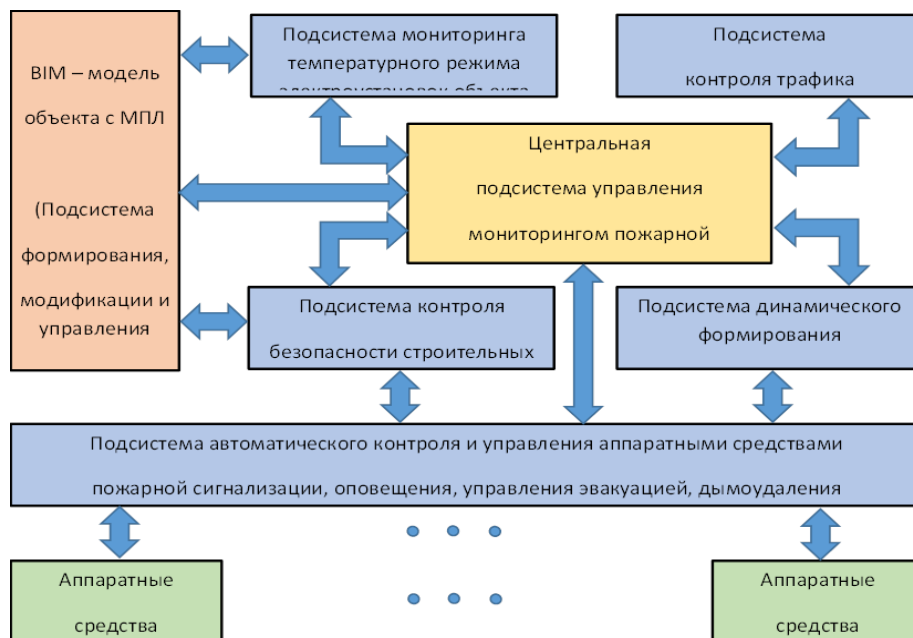 BIM – модель
объекта с МПЛ
(Подсистема
формирования,
модификации и
управления
Подсистема мониторинга
температурного режима
электроустановок объекта
Подсистема
контроля трафика
Центральная
подсистема управления
мониторингом пожарной
Подсистема контроля
безопасности строительных
Подсистема динамического
формирования
Подсистема автоматического контроля и управления аппаратными средствами
пожарной сигнализации, оповещения, управления эвакуацией, дымоудаления
Аппаратные
средства
Аппаратные
средства